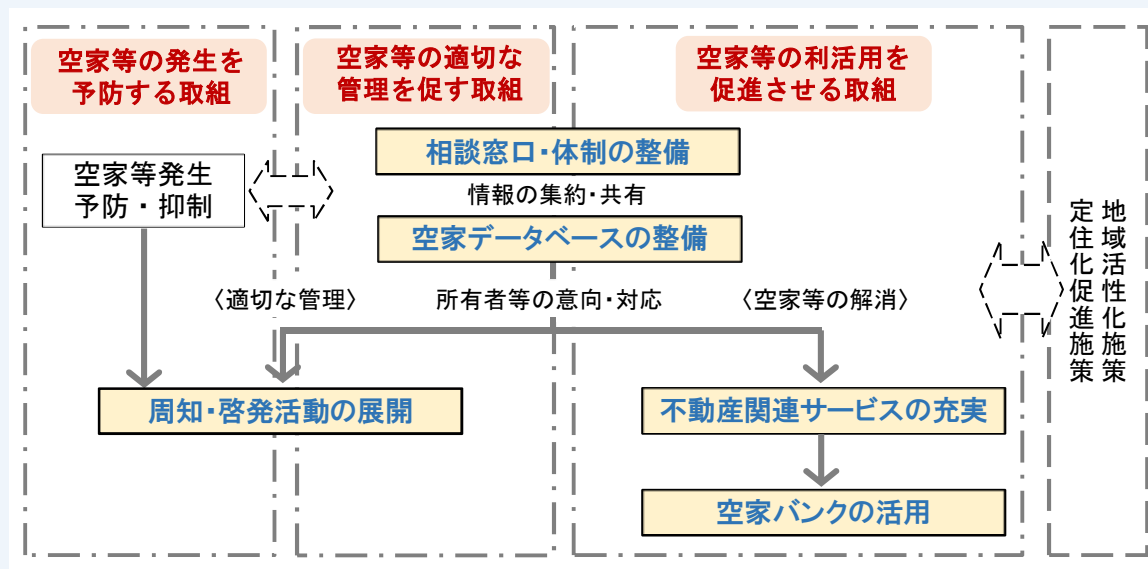 空家等の発生を
予防する取組
空家等の適切な
管理を促す取組
空家等の利活用を
促進させる取組
相談窓口・体制の整備
空家等発生
予防・抑制
情報の集約・共有
空家データベースの整備
〈適切な管理〉
所有者等の意向・対応
〈空家等の解消〉
周知・啓発活動の展開
不動産関連サービスの充実
空家バンクの活用
地域活性化施策
定住化促進施策